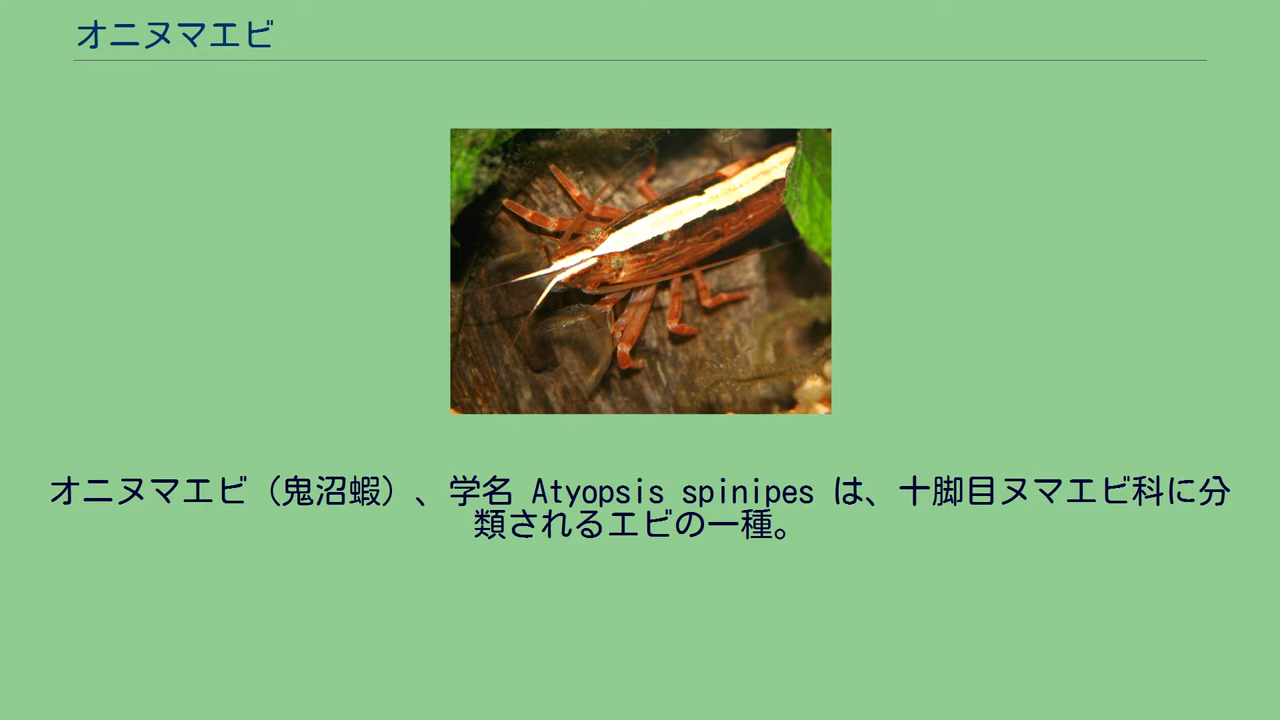 オニヌマエビ
オニヌマエビ（鬼沼蝦）、学名 Atyopsis spinipes は、十脚目ヌマエビ科に分
類されるエビの一種。